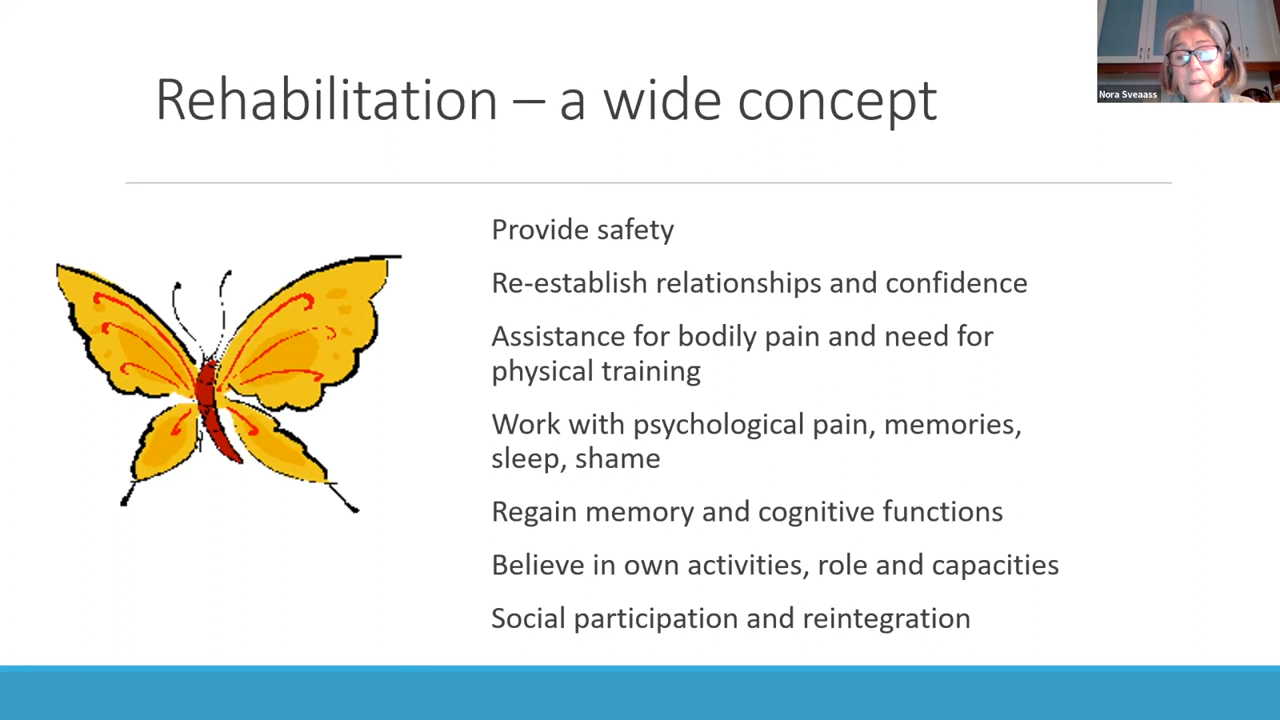 Rehabilitation – a wide concept
Nora Sveaass
Provide safety
Re-establish relationships and confidence
Assistance for bodily pain and need for
physical training
Work with psychological pain, memories,
sleep, shame
Regain memory and cognitive functions
Believe in own activities, role and capacities
Social participation and reintegration